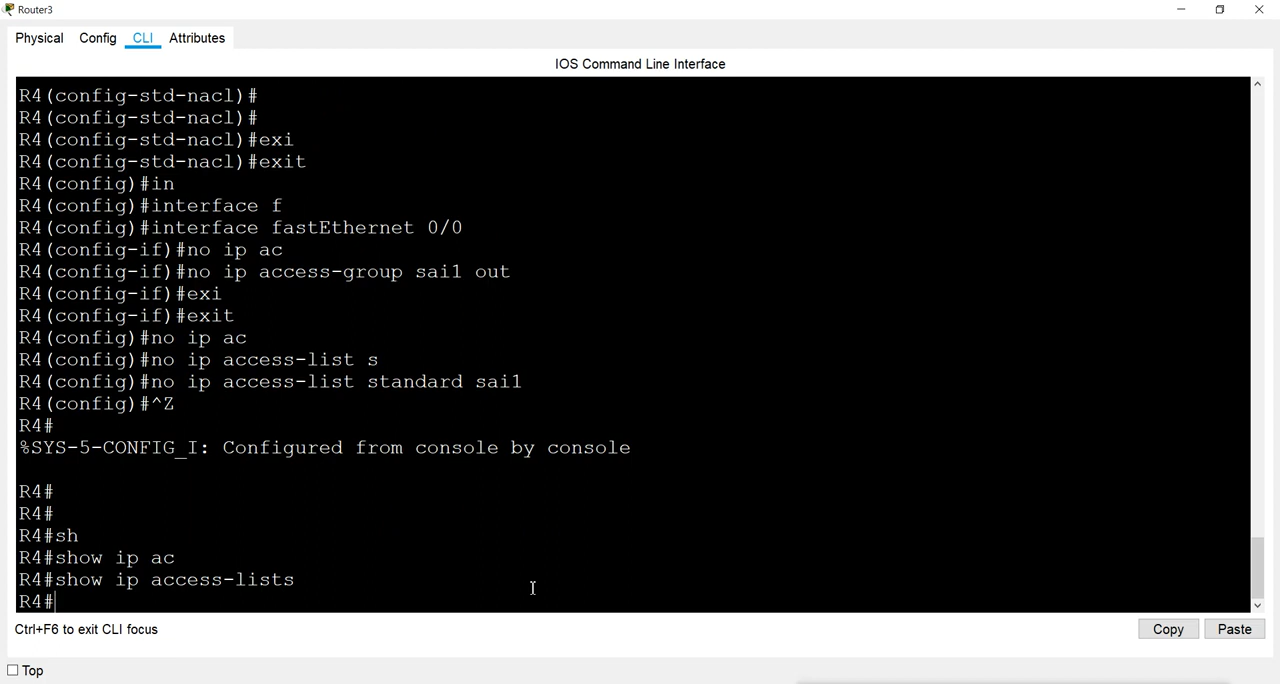 Router3
Physical Config CLI Attributes
IOS Command Line Interface
R4(config-std-nacl)#
R4(config-std-nacl)#
R4(config-std-nacl)#exi
R4(config-std-nacl)#exit
R4(config)#in
R4(config)#interface f
R4(config)#interface fastEthernet 0/0
R4(config-if)#no ip ac
R4(config-if)#no ip access-group sai1 out
R4(config-if)#exi
R4(config-if)#exit
R4(config)#no ip ac
R4(config)#no ip access-list s
R4(config)#no ip access-list standard sai1
R4(config)#^Z
R4#
%SYS-5-CONFIG_I: Configured from console by console
R4#
R4#
R4#sh
R4#show ip ac
R4#show ip access-lists
R4#
Ctrl+F6 to exit CLI focus
Copy Paste
Top